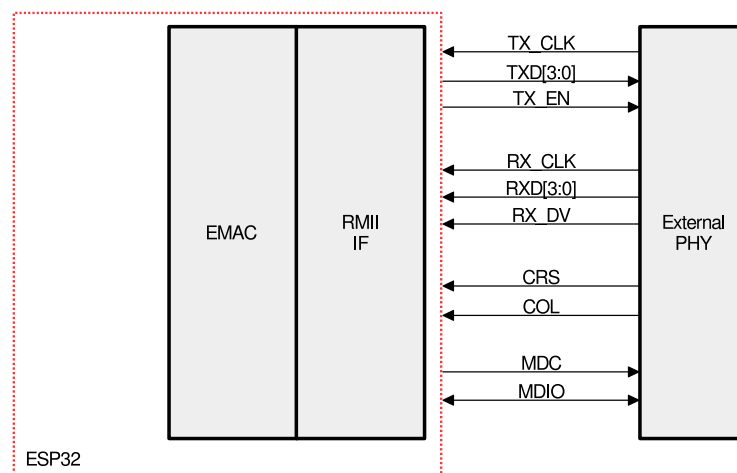 TX_CLK
TXD[3:0]
TX_EN
RX_CLK
RXD[3:0]
RX_DV
EMAC
RMII
IF
External
PHY
CRS
COL
MDC
MDIO
ESP32